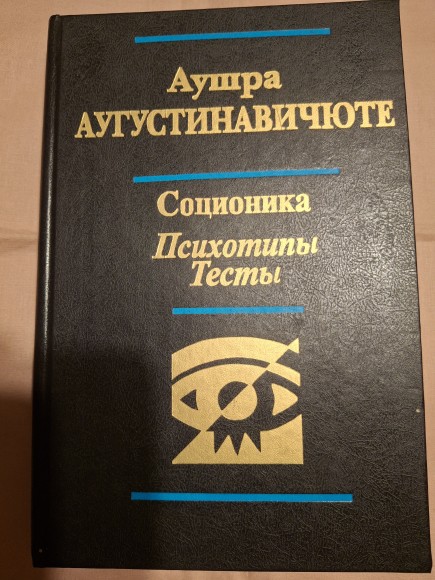 Аушра
АУГУСТИНАВИЧЮТЕ
Соционика
Психотипы
Тесты